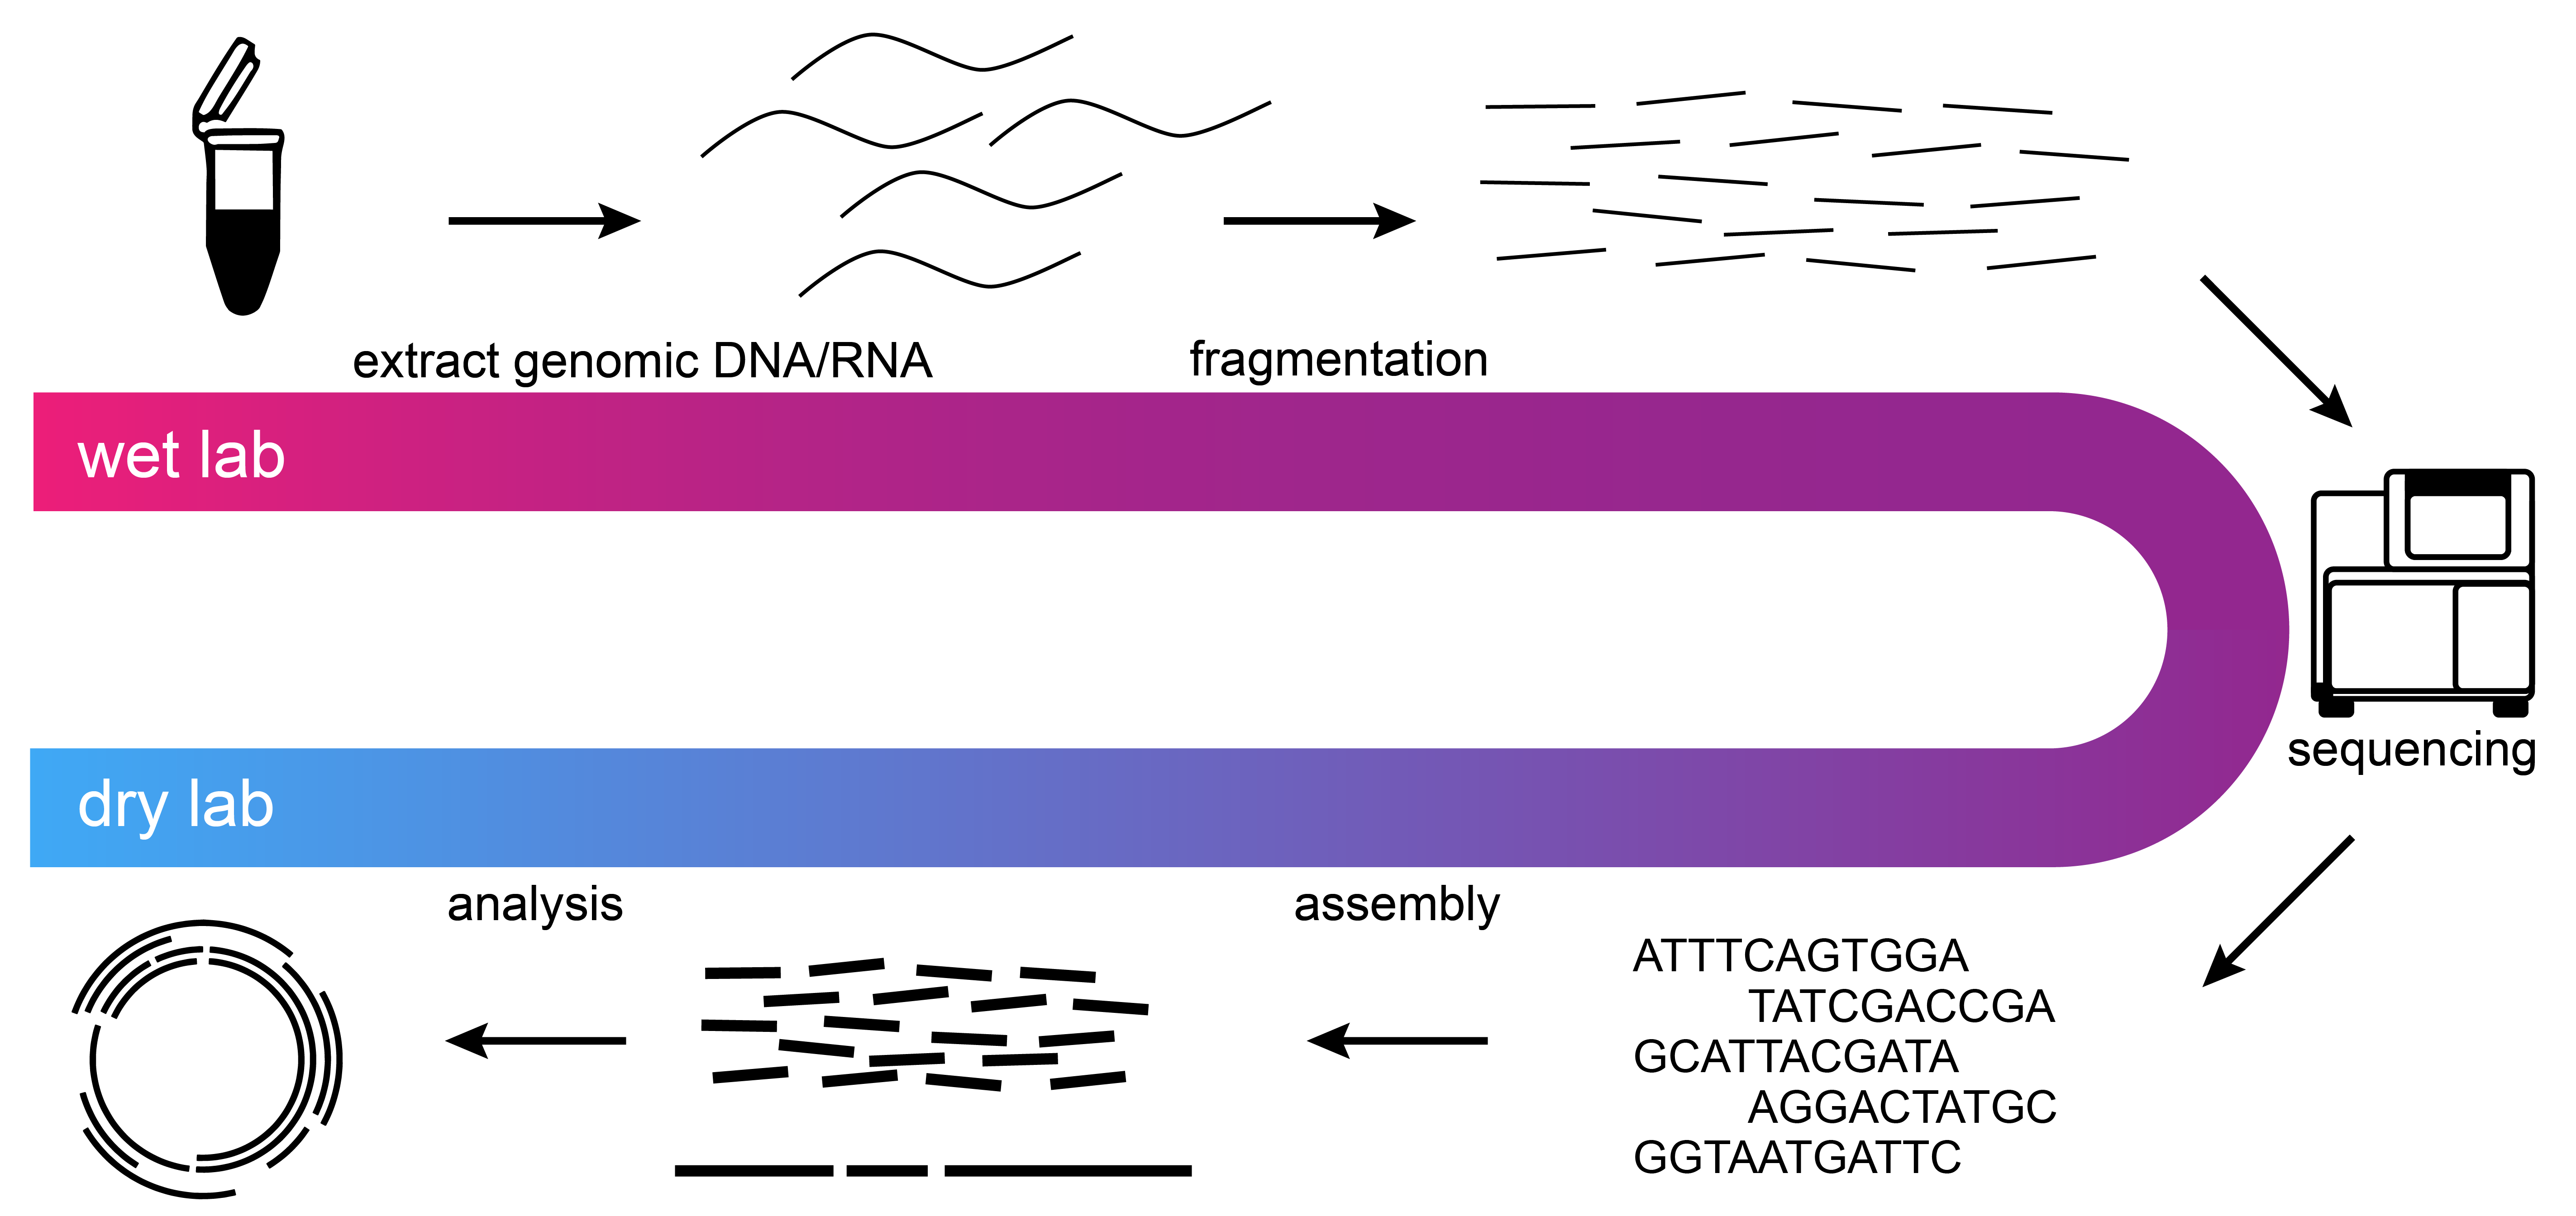 extract genomic DNA/RNA
fragmentation
wet lab
sequencing
dry lab
analysis
assembly
ATTTCAGTGGA
TATCGACCGA
GCATTACGATA
AGGACTATGC
GGTAATGATTC